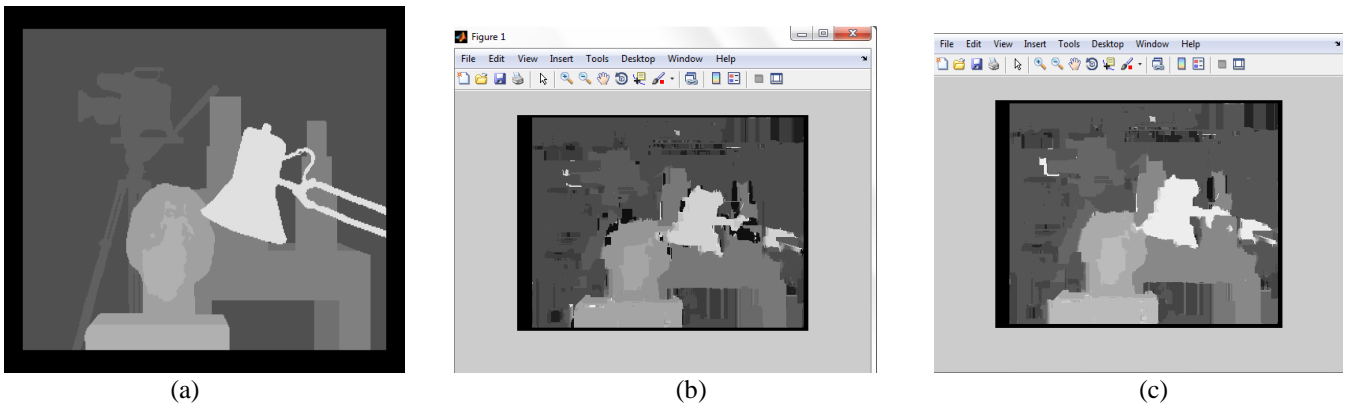 Figure 1
File Edit View Insert Tools Desktop Window Help
File Edit View Insert Tools Desktop Window Help
(a)
(b)
(c)